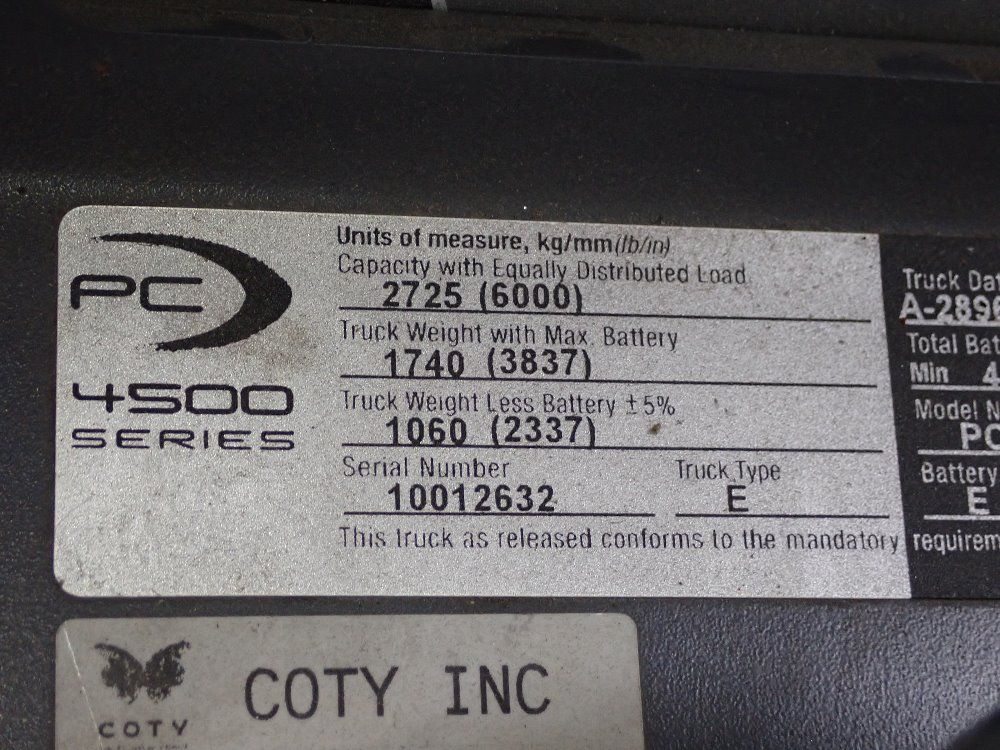 PC
4500
SERIES
Units of measure, kg/mm(lb/in)
Capacity with Equally Distributed Load
2725 (6000)
Truck Weight with Max. Battery
1740 (3837)
Truck Weight Less Battery ±5%
1060 (2337)
Serial Number Truck Type
10012632 E
This truck as released conforms to the mandatory requirem
Truck Dat
A-2896
Total Bat
Min 4
Model N
PC
Battery
E
COTY
COTY INC